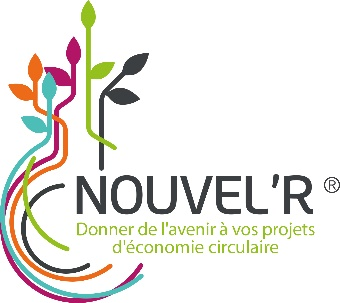 NOUVEL'R ®
Donner de l'avenir à vos projets
d'économie circulaire